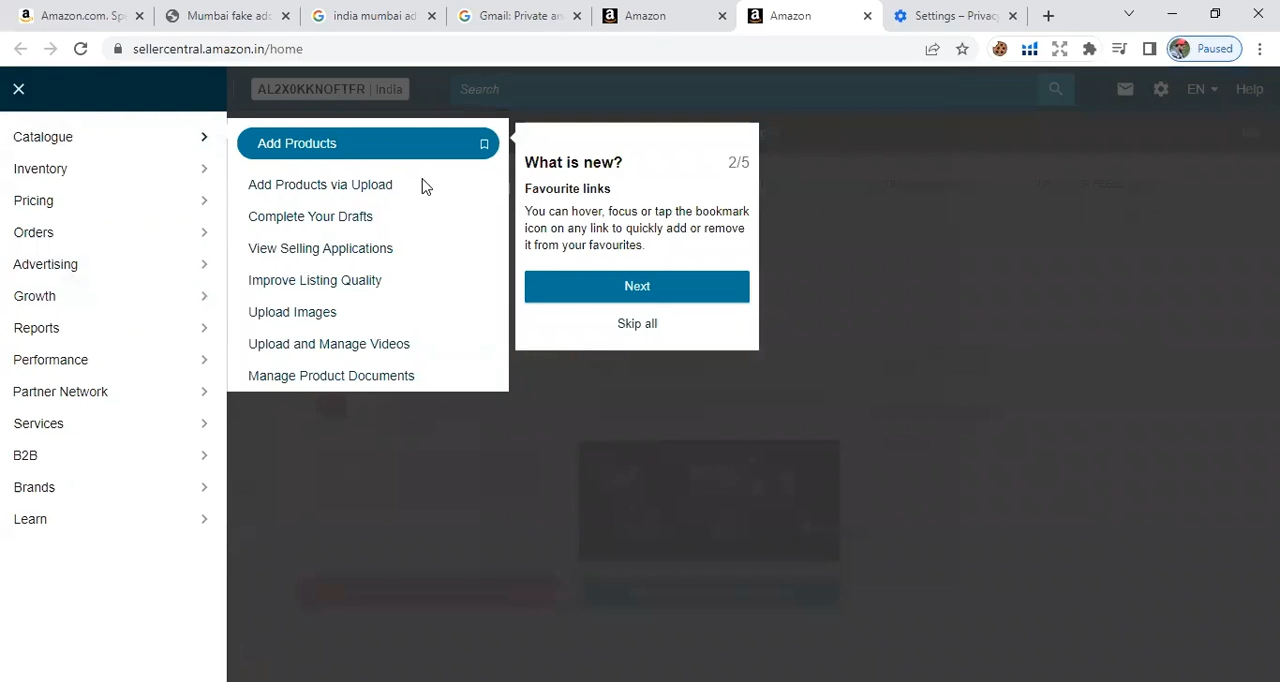 Amazon.com. Sp
Mumbai fake add
india mumbai ad
Gmail: Private an
Amazon
Amazon
Settings – Privac
sellercentral.amazon.in/home
Paused
AL2X0KKNOFTFR | India
Search
EN
Help
Catalogue
Inventory
Pricing
Orders
Advertising
Growth
Reports
Performance
Partner Network
Services
B2B
Brands
Learn
Add Products
Add Products via Upload
Complete Your Drafts
View Selling Applications
Improve Listing Quality
Upload Images
Upload and Manage Videos
Manage Product Documents
What is new? 2/5
Favourite links
You can hover, focus or tap the bookmark
icon on any link to quickly add or remove
it from your favourites.
Next
Skip all